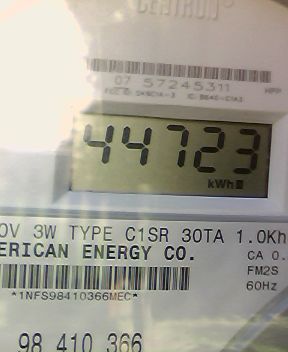 CENTRON®
07 57245311
44723
kWh
0V 3W TYPE C1SR 30TA 1.0Kh
ERICAN ENERGY CO.
CA 0.
FM2S
60Hz
*1NFS98410366MEC*
98 410 366